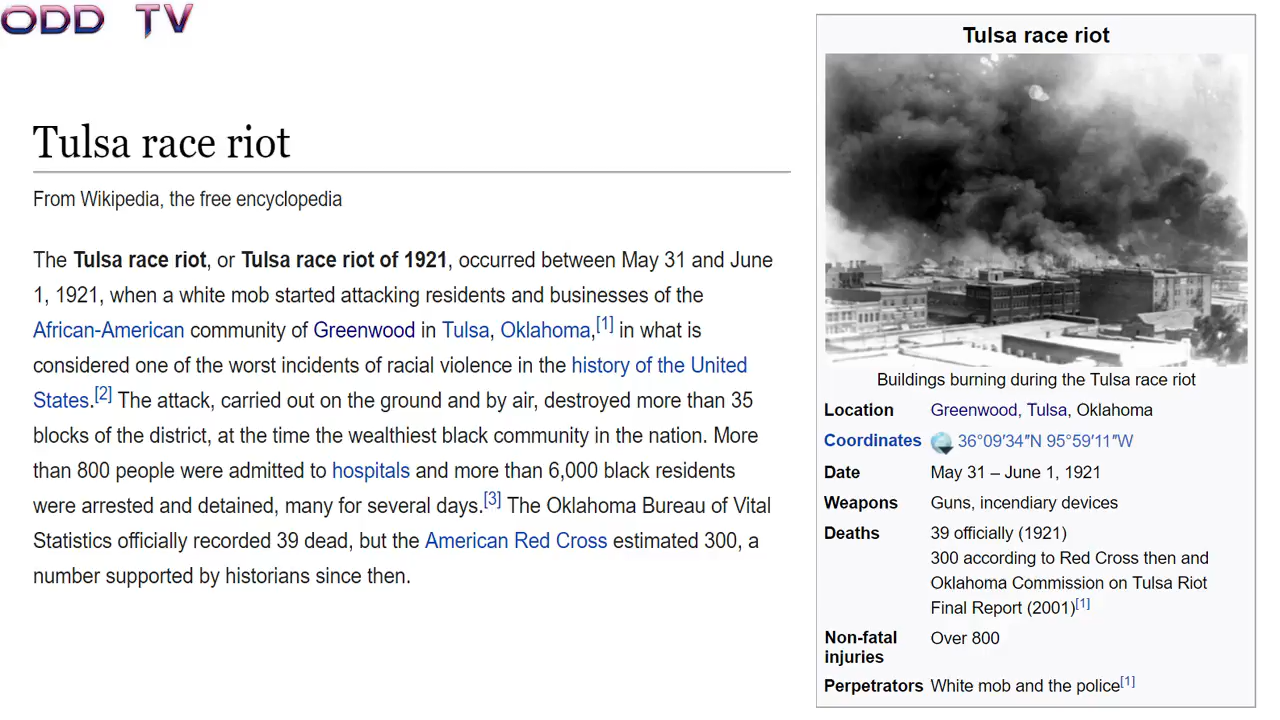 ODD TV
Tulsa race riot
From Wikipedia, the free encyclopedia
The Tulsa race riot, or Tulsa race riot of 1921, occurred between May 31 and June
1, 1921, when a white mob started attacking residents and businesses of the
African-American community of Greenwood in Tulsa, Oklahoma,[1] in what is
considered one of the worst incidents of racial violence in the history of the United
States.[2] The attack, carried out on the ground and by air, destroyed more than 35
blocks of the district, at the time the wealthiest black community in the nation. More
than 800 people were admitted to hospitals and more than 6,000 black residents
were arrested and detained, many for several days.[3] The Oklahoma Bureau of Vital
Statistics officially recorded 39 dead, but the American Red Cross estimated 300, a
number supported by historians since then.
Tulsa race riot
Buildings burning during the Tulsa race riot
Location Greenwood, Tulsa, Oklahoma
Coordinates 36°09′34″N 95°59′11″W
Date May 31 – June 1, 1921
Weapons Guns, incendiary devices
Deaths 39 officially (1921)
300 according to Red Cross then and
Oklahoma Commission on Tulsa Riot
Final Report (2001)[1]
Non-fatal Over 800
injuries
Perpetrators White mob and the police[1]